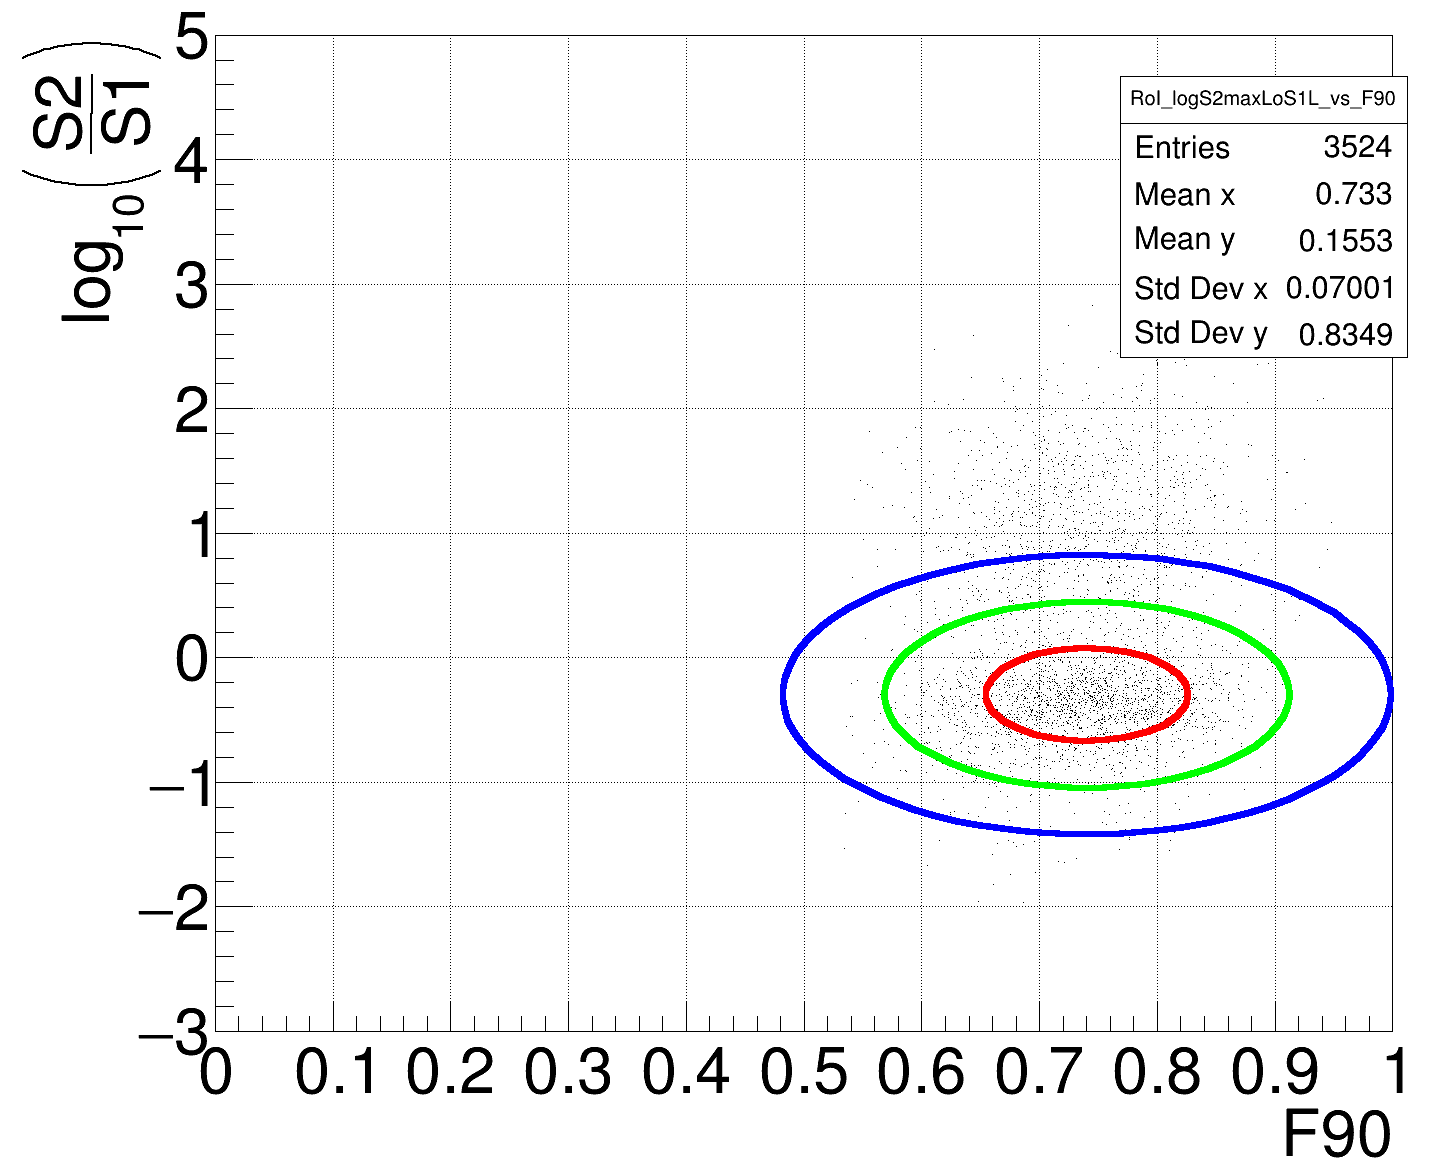 log10 (S2/S1)
5
4
3
2
1
0
−1
−2
−3
RoI_logS2maxLoS1L_vs_F90
Entries 3524
Mean x 0.733
Mean y 0.1553
Std Dev x 0.07001
Std Dev y 0.8349
0 0.1 0.2 0.3 0.4 0.5 0.6 0.7 0.8 0.9 1
F90